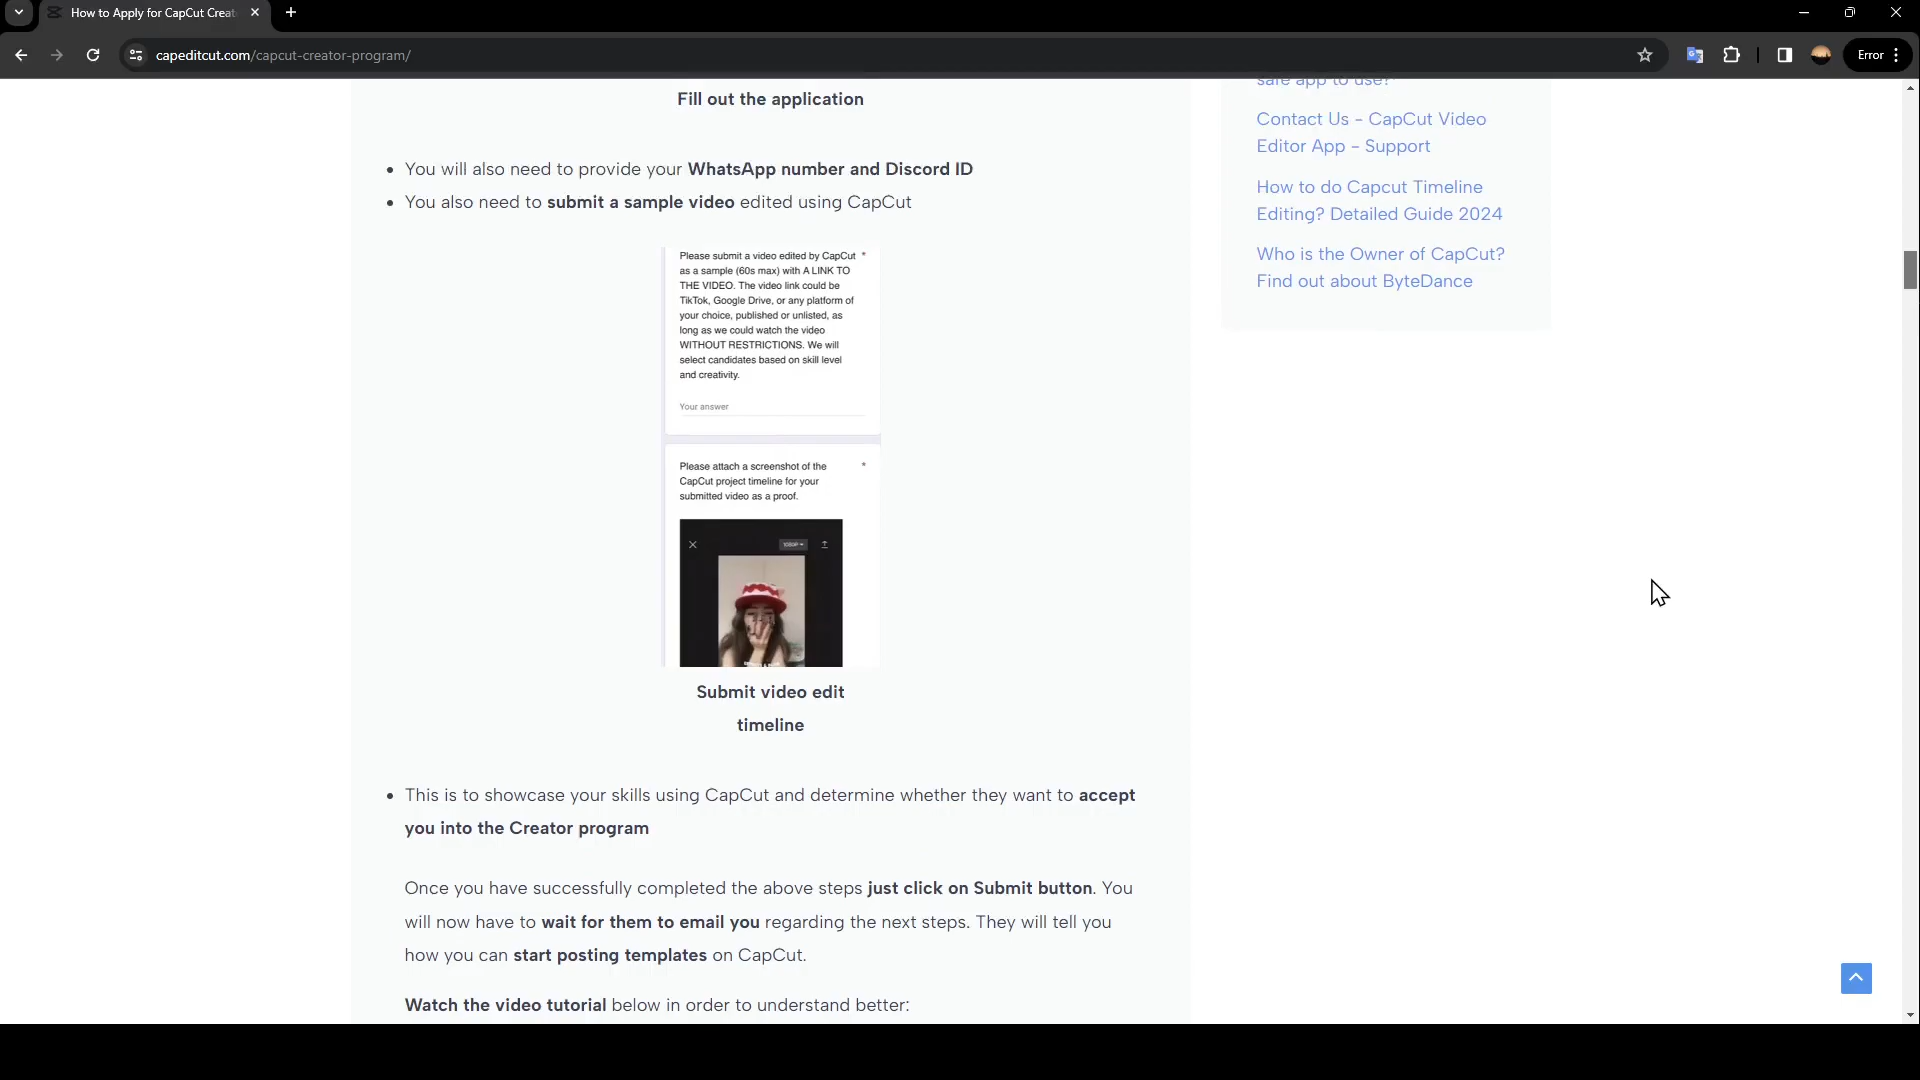 How to Apply for CapCut Creat
capeditcut.com/capcut-creator-program/
Error
safe app to use?
Fill out the application
Contact Us - CapCut Video
Editor App – Support
How to do Capcut Timeline
Editing? Detailed Guide 2024
Who is the Owner of CapCut?
Find out about ByteDance
You will also need to provide your WhatsApp number and Discord ID
You also need to submit a sample video edited using CapCut
Please submit a video edited by CapCut *
as a sample (60s max) with A LINK TO
THE VIDEO. The video link could be
TikTok, Google Drive, or any platform of
your choice, published or unlisted, as
long as we could watch the video
WITHOUT RESTRICTIONS. We will
select candidates based on skill level
and creativity.
Your answer
Please attach a screenshot of the *
CapCut project timeline for your
submitted video as a proof.
1080P
Submit video edit
timeline
This is to showcase your skills using CapCut and determine whether they want to accept
you into the Creator program
Once you have successfully completed the above steps just click on Submit button. You
will now have to wait for them to email you regarding the next steps. They will tell you
how you can start posting templates on CapCut.
Watch the video tutorial below in order to understand better: